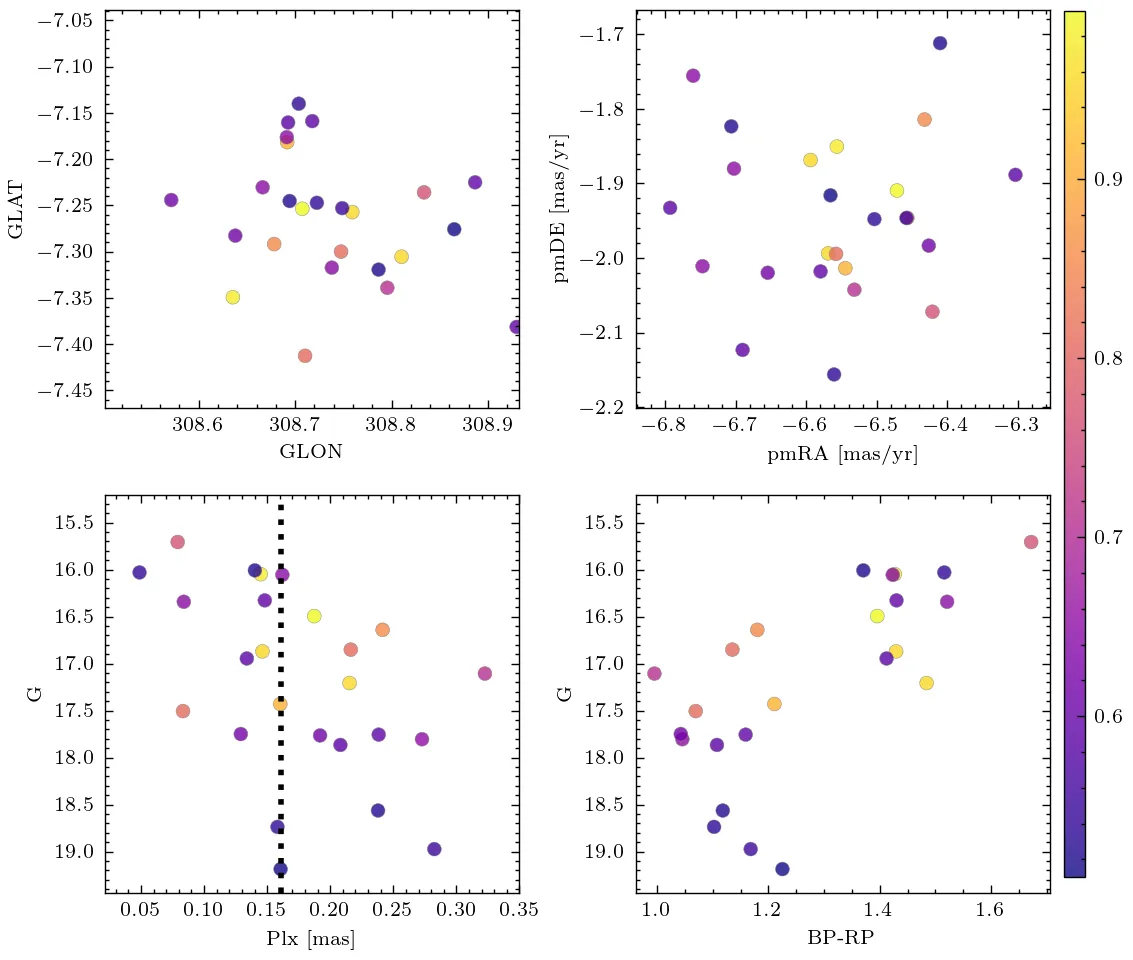 −7.05
−7.10
−7.15
−7.20
−7.25
−7.30
−7.35
−7.40
−7.45
GLAT
308.6 308.7 308.8 308.9
GLON
−1.7
−1.8
−1.9
−2.0
−2.1
−2.2
pmDE [mas/yr]
−6.8 −6.7 −6.6 −6.5 −6.4 −6.3
pmRA [mas/yr]
0.9
0.8
0.7
0.6
15.5
16.0
16.5
17.0
17.5
18.0
18.5
19.0
G
0.05 0.10 0.15 0.20 0.25 0.30 0.35
Plx [mas]
15.5
16.0
16.5
17.0
17.5
18.0
18.5
19.0
G
1.0 1.2 1.4 1.6
BP-RP